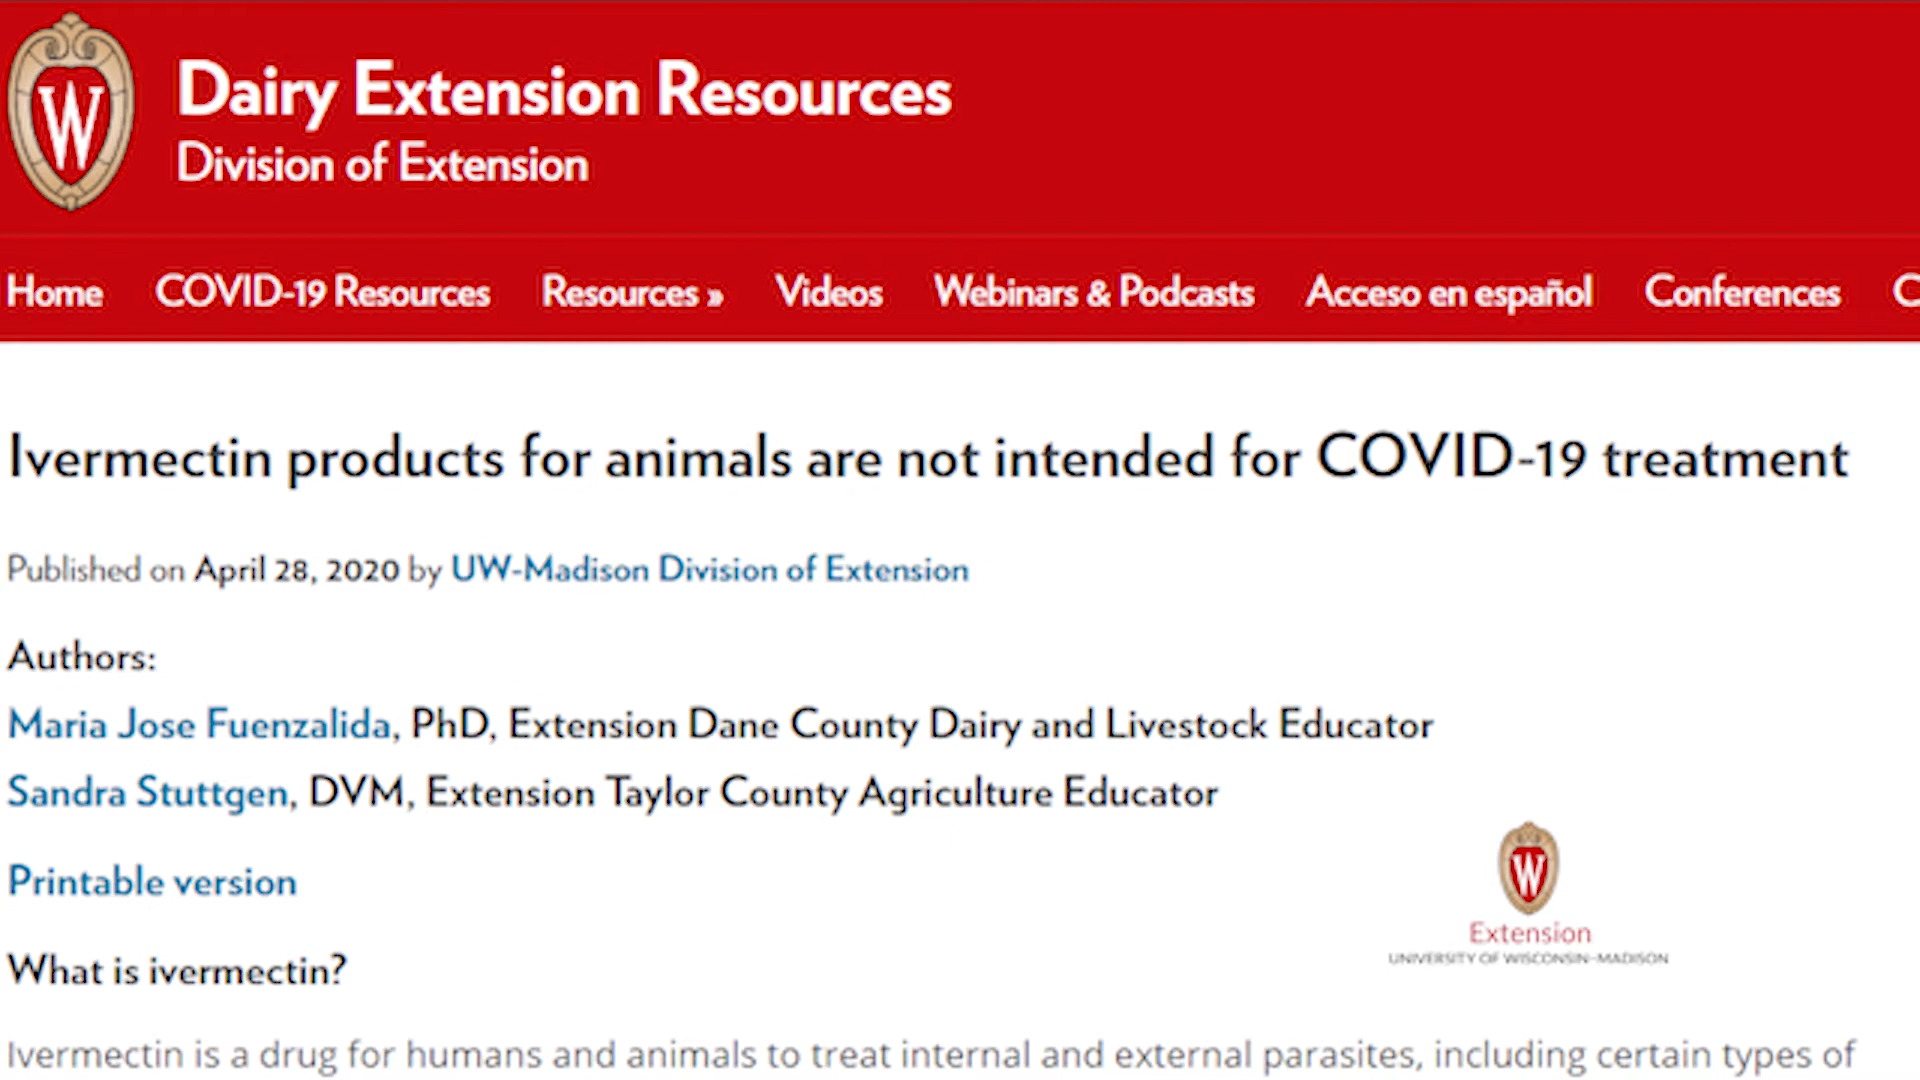 W
Dairy Extension Resources
Division of Extension
Home COVID-19 Resources Resources » Videos Webinars & Podcasts Acceso en español Conferences C
Ivermectin products for animals are not intended for COVID-19 treatment
Published on April 28, 2020 by UW-Madison Division of Extension
Authors:
Maria Jose Fuenzalida, PhD, Extension Dane County Dairy and Livestock Educator
Sandra Stuttgen, DVM, Extension Taylor County Agriculture Educator
Printable version
W
Extension
UNIVERSITY OF WISCONSIN–MADISON
What is ivermectin?
Ivermectin is a drug for humans and animals to treat internal and external parasites, including certain types of